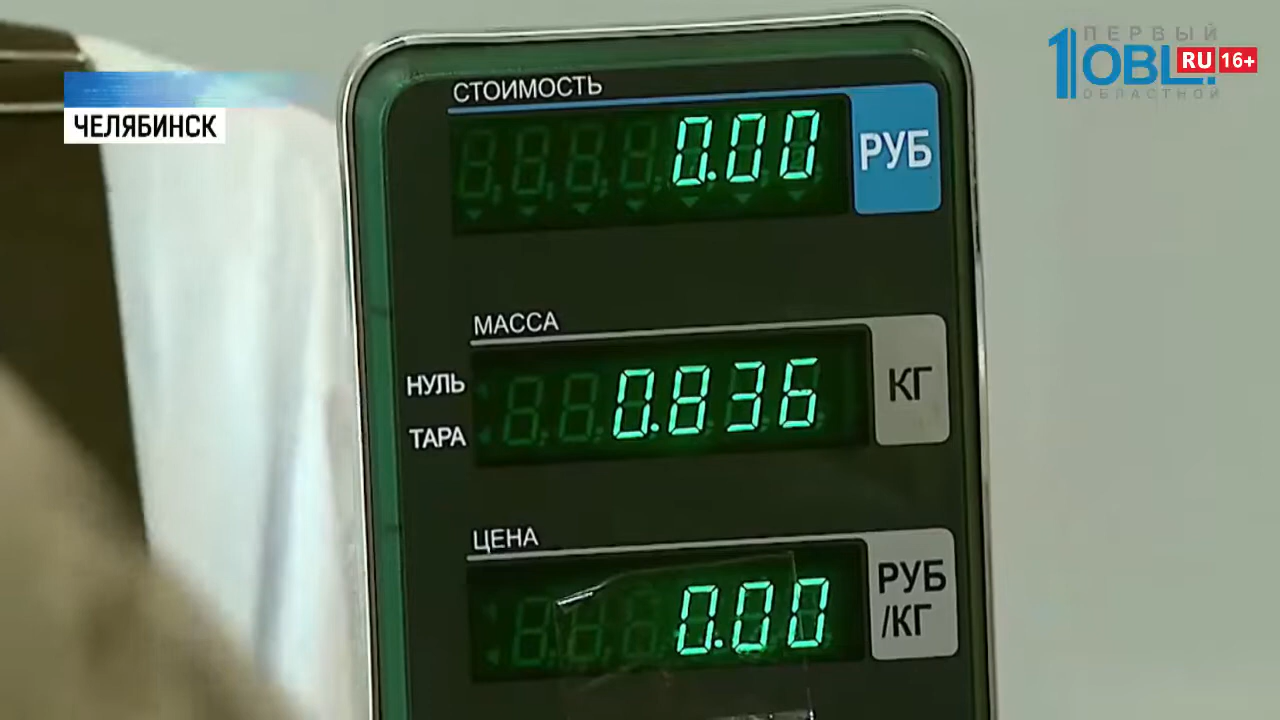 ПЕРВЫЙ
1OBL.
RU 16+
ОБЛАСТНОЙ
ЧЕЛЯБИНСК
СТОИМОСТЬ
0.00 РУБ
МАССА
НУЛЬ
ТАРА
0.836 КГ
ЦЕНА
0.00 РУБ
/КГ